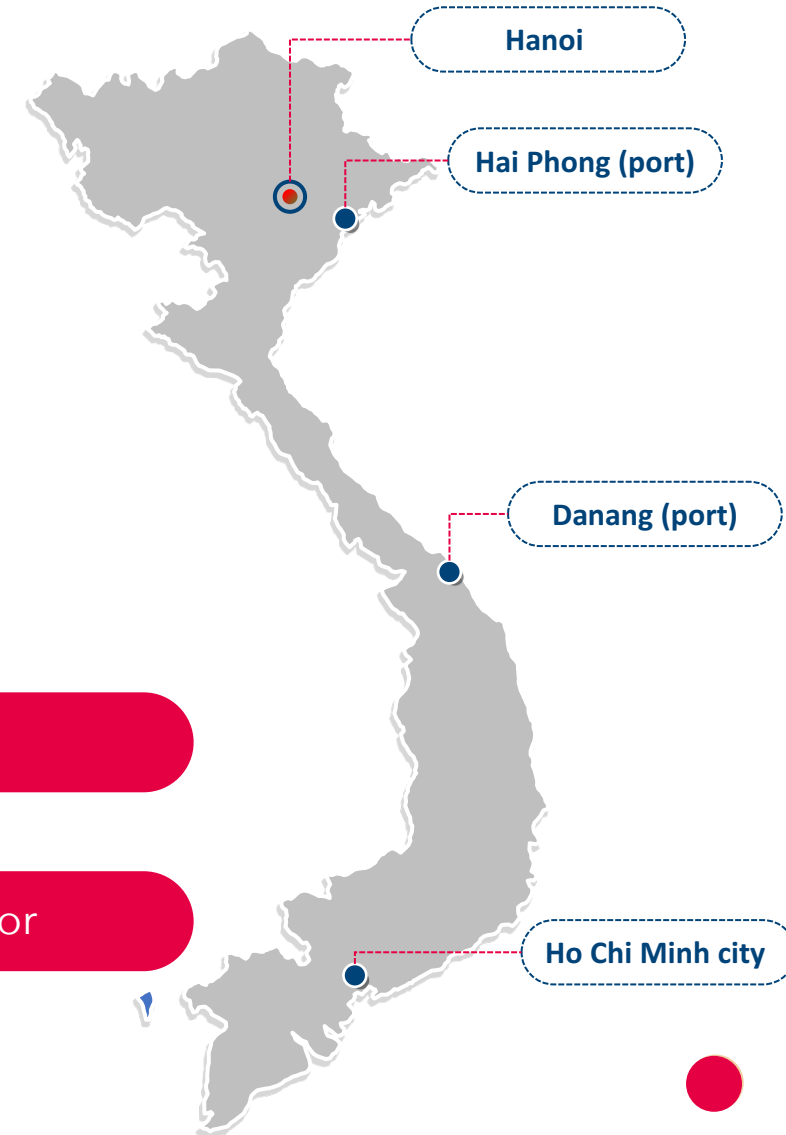 Hanoi
Hai Phong (port)
Danang (port)
or
Ho Chi Minh city